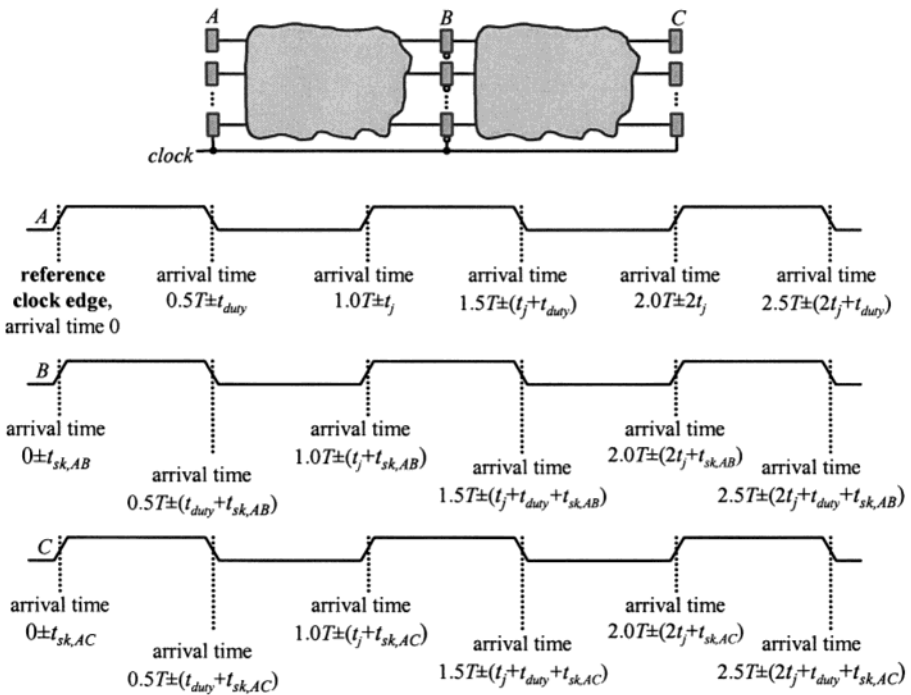 A B C
clock
A
reference
clock edge,
arrival time 0
arrival time
0.5T±t_duty
arrival time
1.0T±t_j
arrival time
1.5T±(t_j+t_duty)
arrival time
2.0T±2t_j
arrival time
2.5T±(2t_j+t_duty)
B
arrival time
0±t_sk,AB
arrival time
0.5T±(t_duty+t_sk,AB)
arrival time
1.0T±(t_j+t_sk,AB)
arrival time
1.5T±(t_j+t_duty+t_sk,AB)
arrival time
2.0T±(2t_j+t_sk,AB)
arrival time
2.5T±(2t_j+t_duty+t_sk,AB)
C
arrival time
0±t_sk,AC
arrival time
0.5T±(t_duty+t_sk,AC)
arrival time
1.0T±(t_j+t_sk,AC)
arrival time
1.5T±(t_j+t_duty+t_sk,AC)
arrival time
2.0T±(2t_j+t_sk,AC)
arrival time
2.5T±(2t_j+t_duty+t_sk,AC)